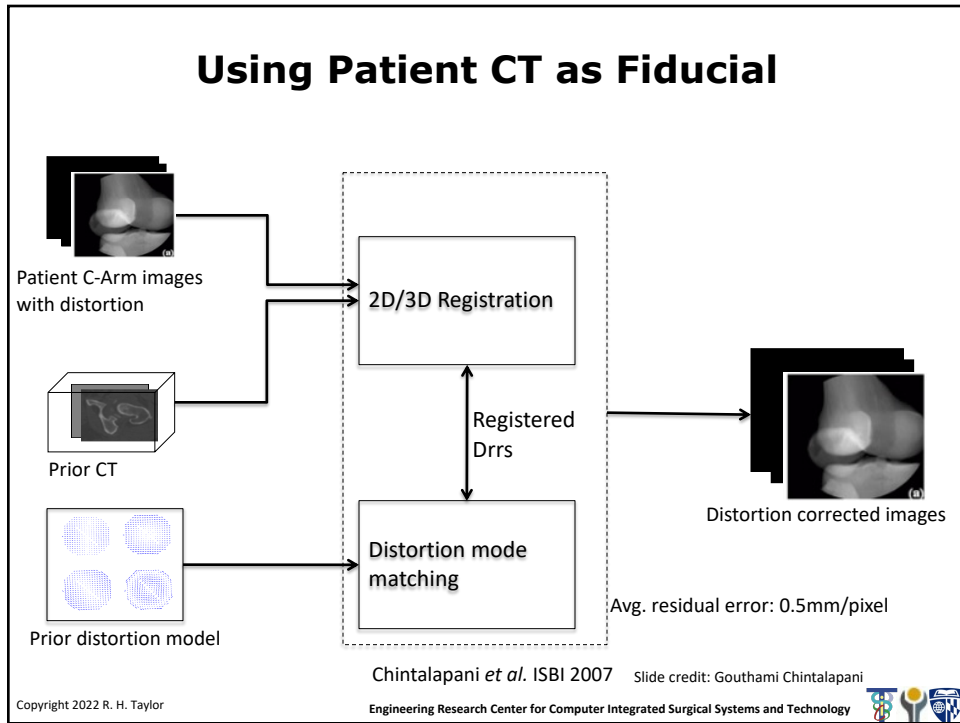 Using Patient CT as Fiducial
Patient C-Arm images
with distortion
Prior CT
Prior distortion model
2D/3D Registration
Registered
Drrs
Distortion mode
matching
Distortion corrected images
Avg. residual error: 0.5mm/pixel
Chintalapani et al. ISBI 2007
Slide credit: Gouthami Chintalapani
Copyright 2022 R. H. Taylor
Engineering Research Center for Computer Integrated Surgical Systems and Technology